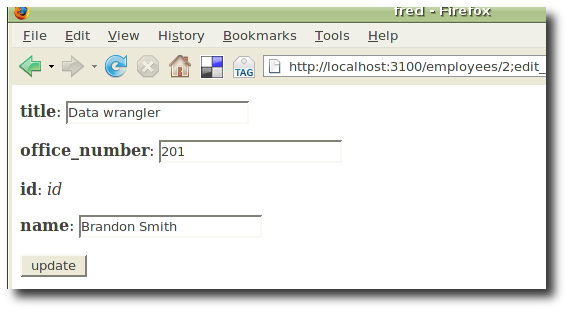 fred - Firefox
File Edit View History Bookmarks Tools Help
TAG http://localhost:3100/employees/2;edit_
title: Data wrangler
office_number: 201
id: id
name: Brandon Smith
update